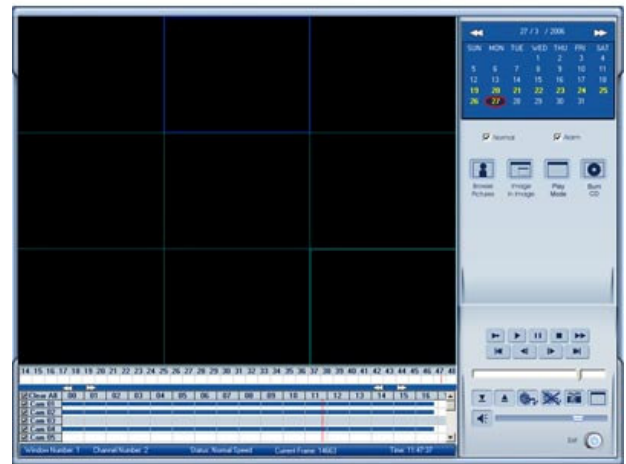 27 / 3 / 2006
SUN MON TUE WED THU FRI SAT
1 2 3 4
5 6 7 8 9 10 11
12 13 14 15 16 17 18
19 20 21 22 23 24 25
26 27 28 29 30 31
Normal Alarm
Browse Pictures
Image In Image
Play Mode
Burn CD
14 15 16 17 18 19 20 21 22 23 24 25 26 27 28 29 30 31 32 33 34 35 36 37 38 39 40 41 42 43 44 45 46 47 48
Clear All 00 01 02 03 04 05 06 07 08 09 10 11 12 13 14 15 16
Cam 01
Cam 02
Cam 03
Cam 04
Cam 05
Window Number: 1 Channel Number: 2 Status: Normal Speed Current Frame: 14663 Time: 11:47:37
Exit